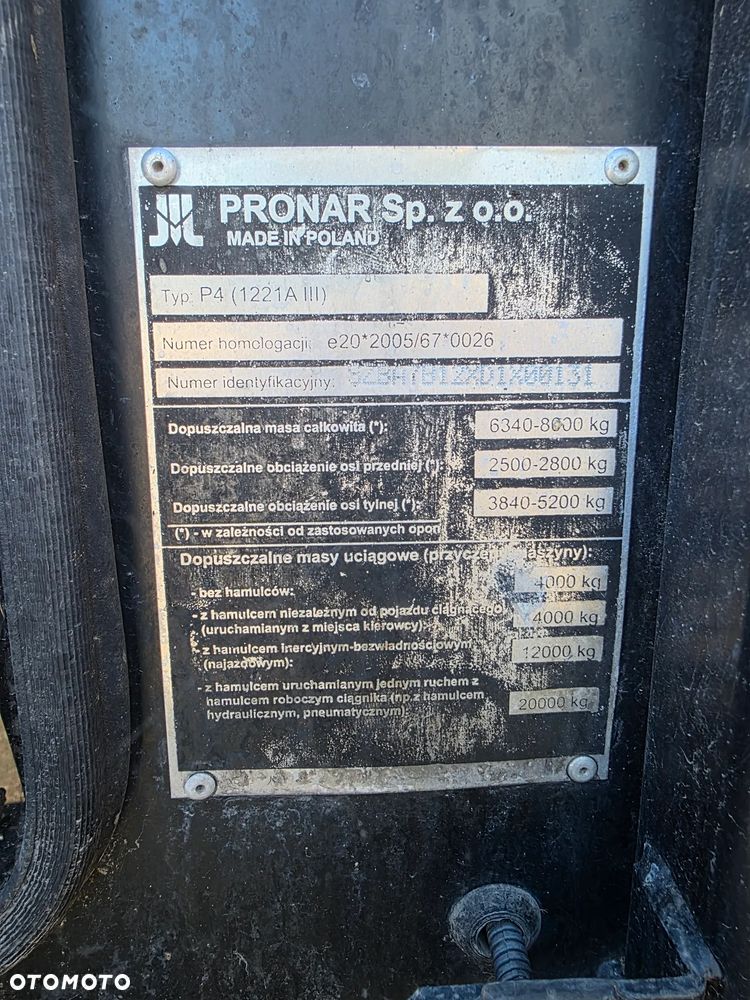 PRONAR Sp. z o.o.
MADE IN POLAND
Typ: P4 (1221A III)
Numer homologacji: e20*2005/67*0026
Numer identyfikacyjny:
Dopuszczalna masa całkowita (*): 6340-8000 kg
Dopuszczalne obciążenie osi przedniej (*): 2500-2800 kg
Dopuszczalne obciążenie osi tylnej (*): 3840-5200 kg
(*) - w zależności od zastosowanych opon
Dopuszczalne masy uciągowe (przyczepy maszyny):
- bez hamulców: 4000 kg
- z hamulcem niezależnym od pojazdu ciągnącego
(uruchamianym z miejsca kierowcy): 4000 kg
- z hamulcem inercyjnym-bezwładnościowym
(najazdowym): 12000 kg
- z hamulcem uruchamianym jednym ruchem z
hamulcem roboczym ciągnika (np.z hamulcem
hydraulicznym, pneumatycznym): 20000 kg
OTOMOTO